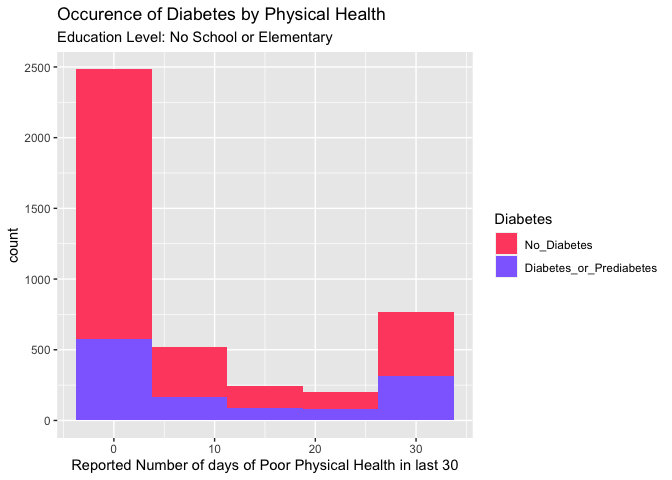 Occurence of Diabetes by Physical Health
Education Level: No School or Elementary
2500
2000
1500
1000
500
0
count
0 10 20 30
Reported Number of days of Poor Physical Health in last 30
Diabetes
No_Diabetes
Diabetes_or_Prediabetes